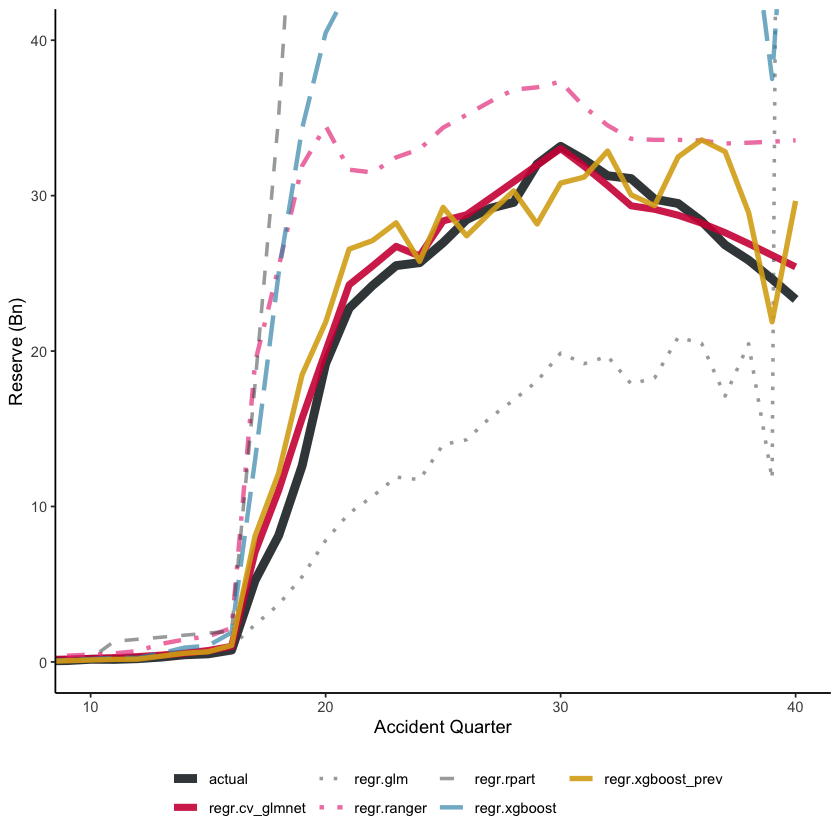 40
30
20
10
0
Reserve (Bn)
10 20 30 40
Accident Quarter
actual regr.glm regr.rpart regr.xgboost_prev
regr.cv_glmnet regr.ranger regr.xgboost